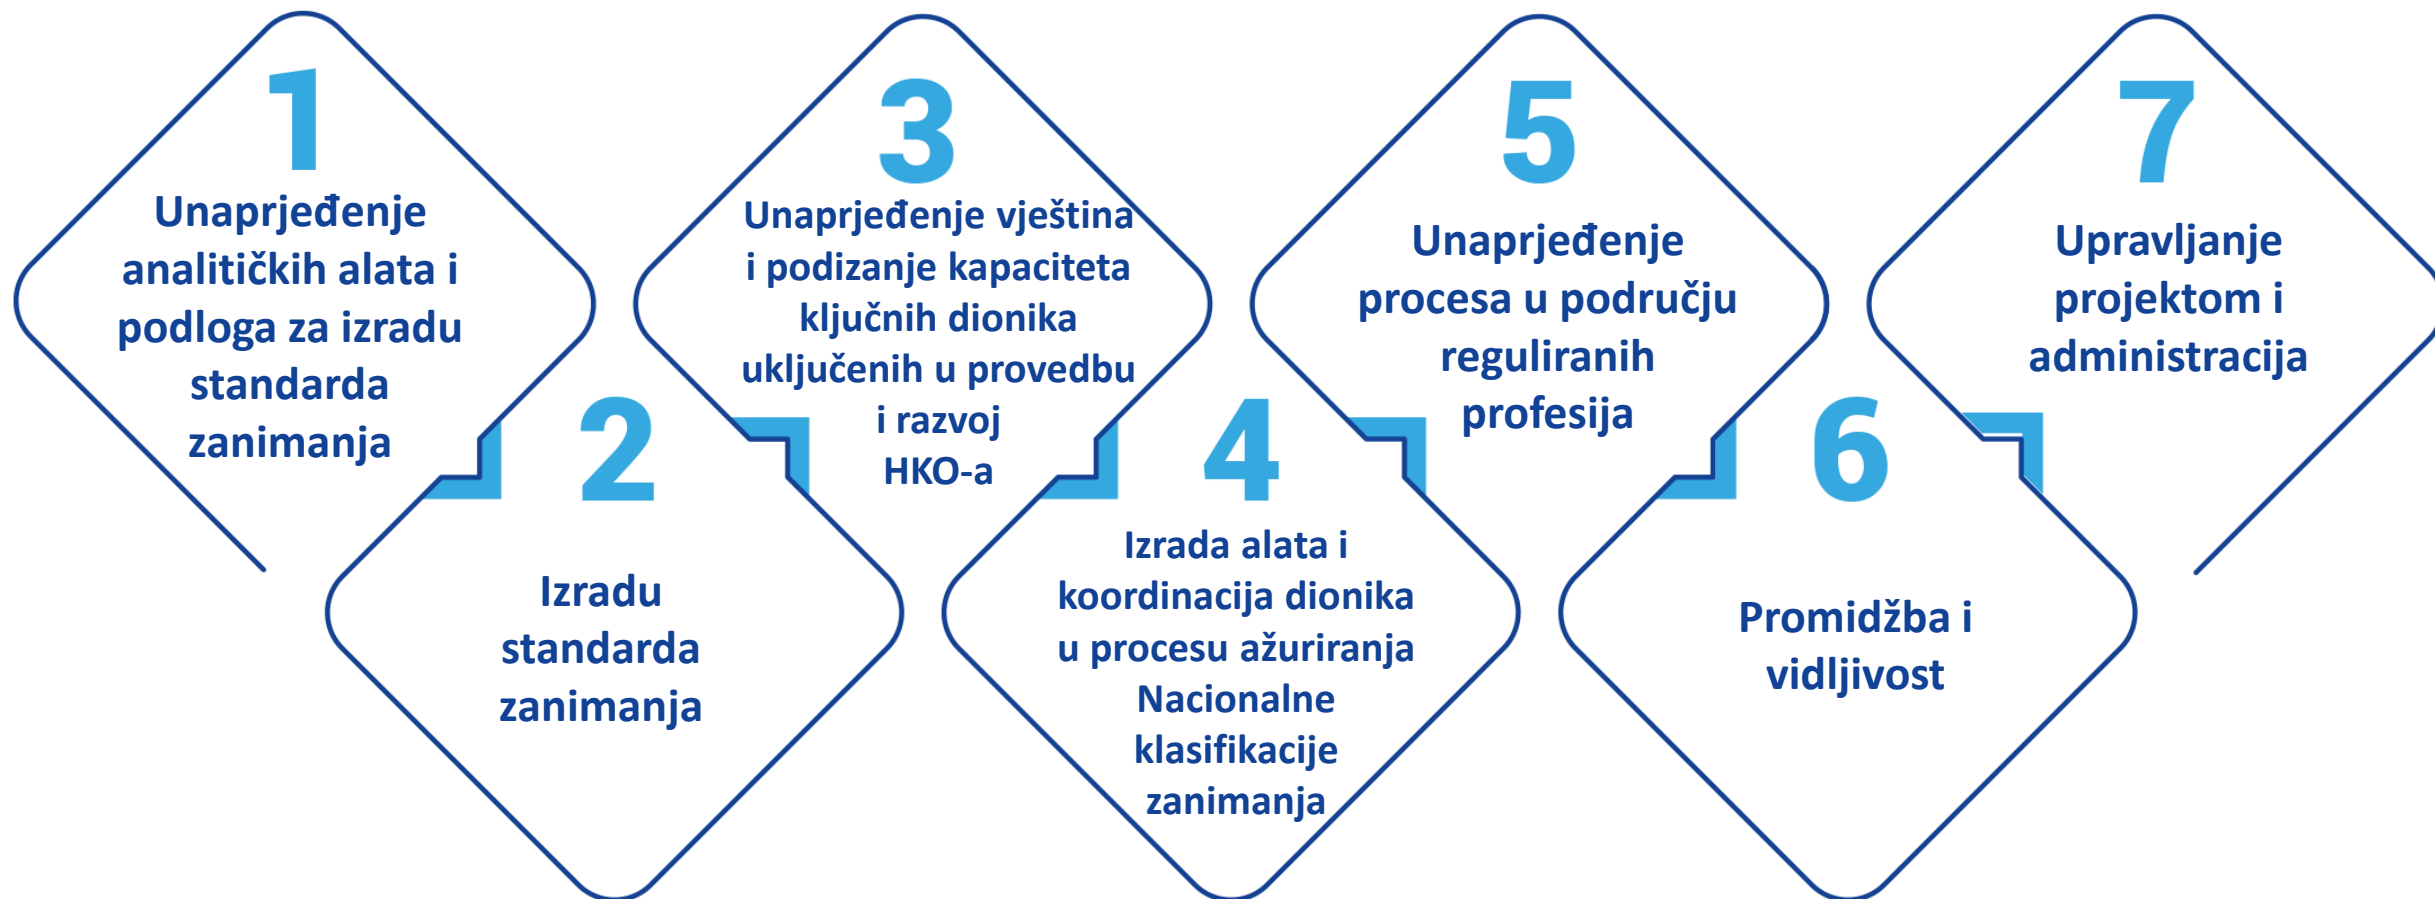 1
Unaprjeđenje
analitičkih alata i
podloga za izradu
standarda
zanimanja
2
Izradu
standarda
zanimanja
3
Unaprjeđenje vještina
i podizanje kapaciteta
ključnih dionika
uključenih u provedbu
i razvoj
HKO-a
4
Izrada alata i
koordinacija dionika
u procesu ažuriranja
Nacionalne
klasifikacije
zanimanja
5
Unaprjeđenje
procesa u području
reguliranih
profesija
6
Promidžba i
vidljivost
7
Upravljanje
projektom i
administracija